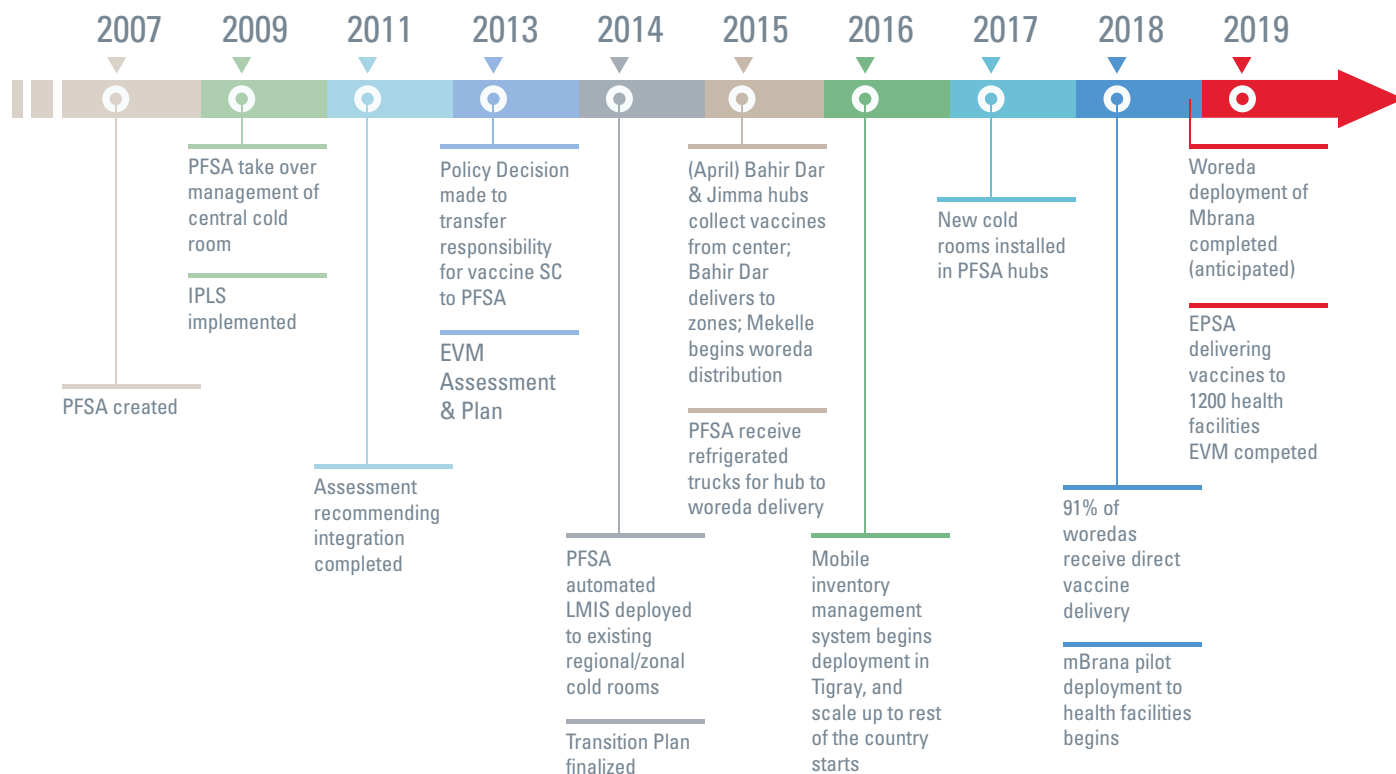 2007
2009
2011
2013
2014
2015
2016
2017
2018
2019
PFSA created
PFSA take over
management of
central cold
room
IPLS
implemented
Assessment
recommending
integration
completed
Policy Decision
made to
transfer
responsibility
for vaccine SC
to PFSA
EVM
Assessment
& Plan
PFSA
automated
LMIS deployed
to existing
regional/zonal
cold rooms
Transition Plan
finalized
(April) Bahir Dar
& Jimma hubs
collect vaccines
from center;
Bahir Dar
delivers to
zones; Mekelle
begins woreda
distribution
PFSA receive
refrigerated
trucks for hub to
woreda delivery
Mobile
inventory
management
system begins
deployment in
Tigray, and
scale up to rest
of the country
starts
New cold
rooms installed
in PFSA hubs
91% of
woredas
receive direct
vaccine
delivery
mBrana pilot
deployment to
health facilities
begins
Woreda
deployment of
Mbrana
completed
(anticipated)
EPSA
delivering
vaccines to
1200 health
facilities
EVM competed